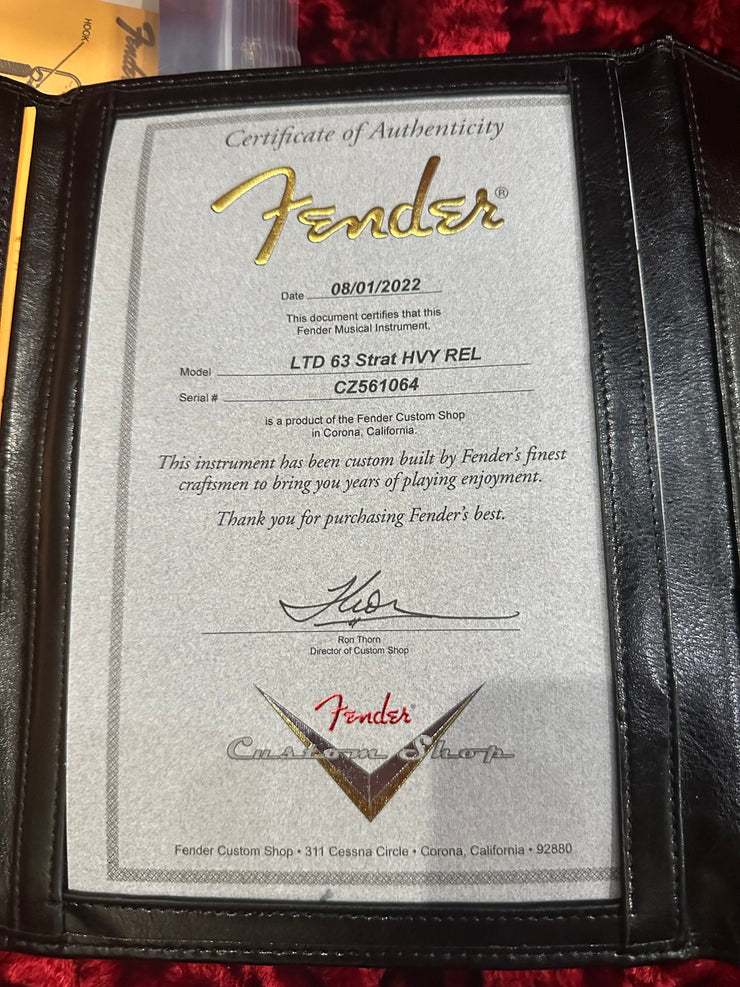 HOOK
Fender
Certificate of Authenticity
Fender®
Date 08/01/2022
This document certifies that this
Fender Musical Instrument,
Model LTD 63 Strat HVY REL
Serial # CZ561064
is a product of the Fender Custom Shop
in Corona, California.
This instrument has been custom built by Fender's finest
craftsmen to bring you years of playing enjoyment.
Thank you for purchasing Fender's best.
Ron Thorn
Director of Custom Shop
Fender
Custom Shop
Fender Custom Shop • 311 Cessna Circle • Corona, California • 92880